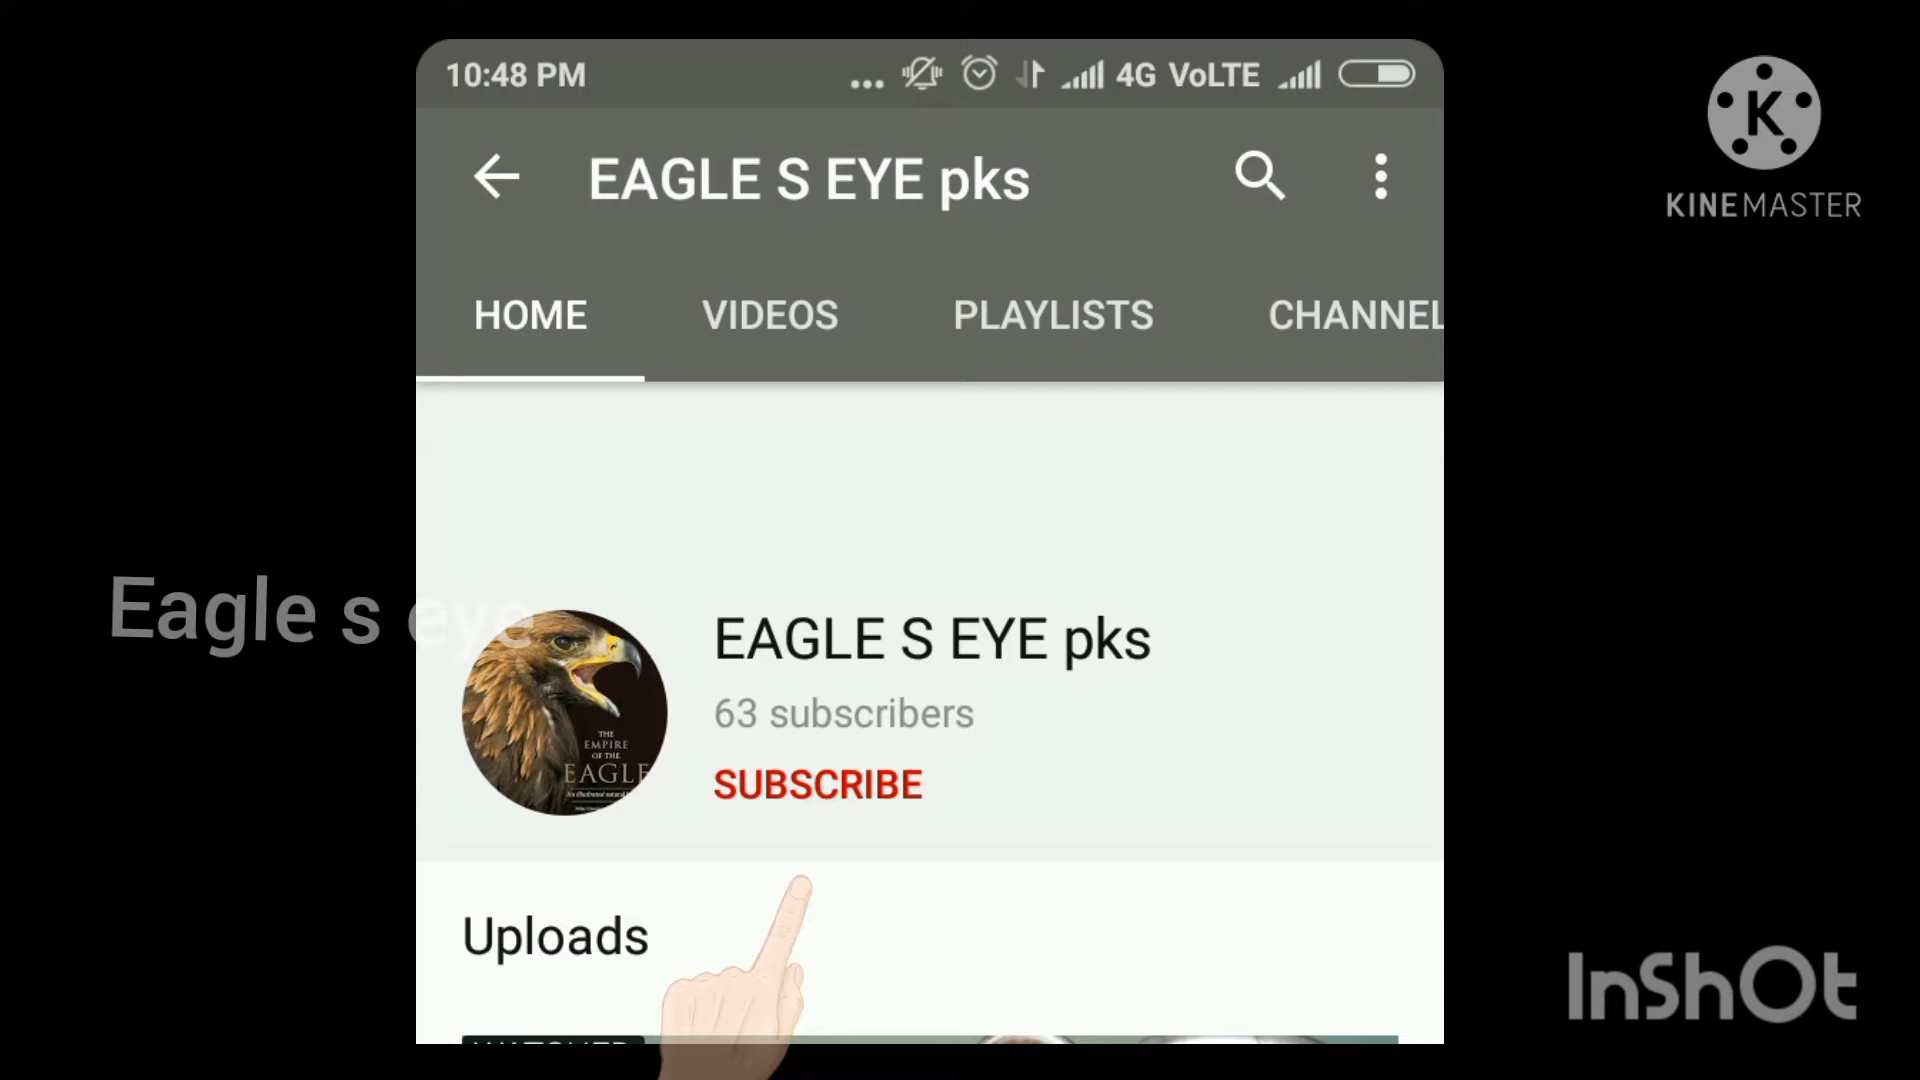 10:48 PM ... 4G VoLTE
K
KINEMASTER
EAGLE S EYE pks
HOME VIDEOS PLAYLISTS CHANNEL
Eagle s eye
EAGLE S EYE pks
63 subscribers
SUBSCRIBE
THE
EMPIRE
OF THE
EAGLE
Uploads
InShOt
WATCHED